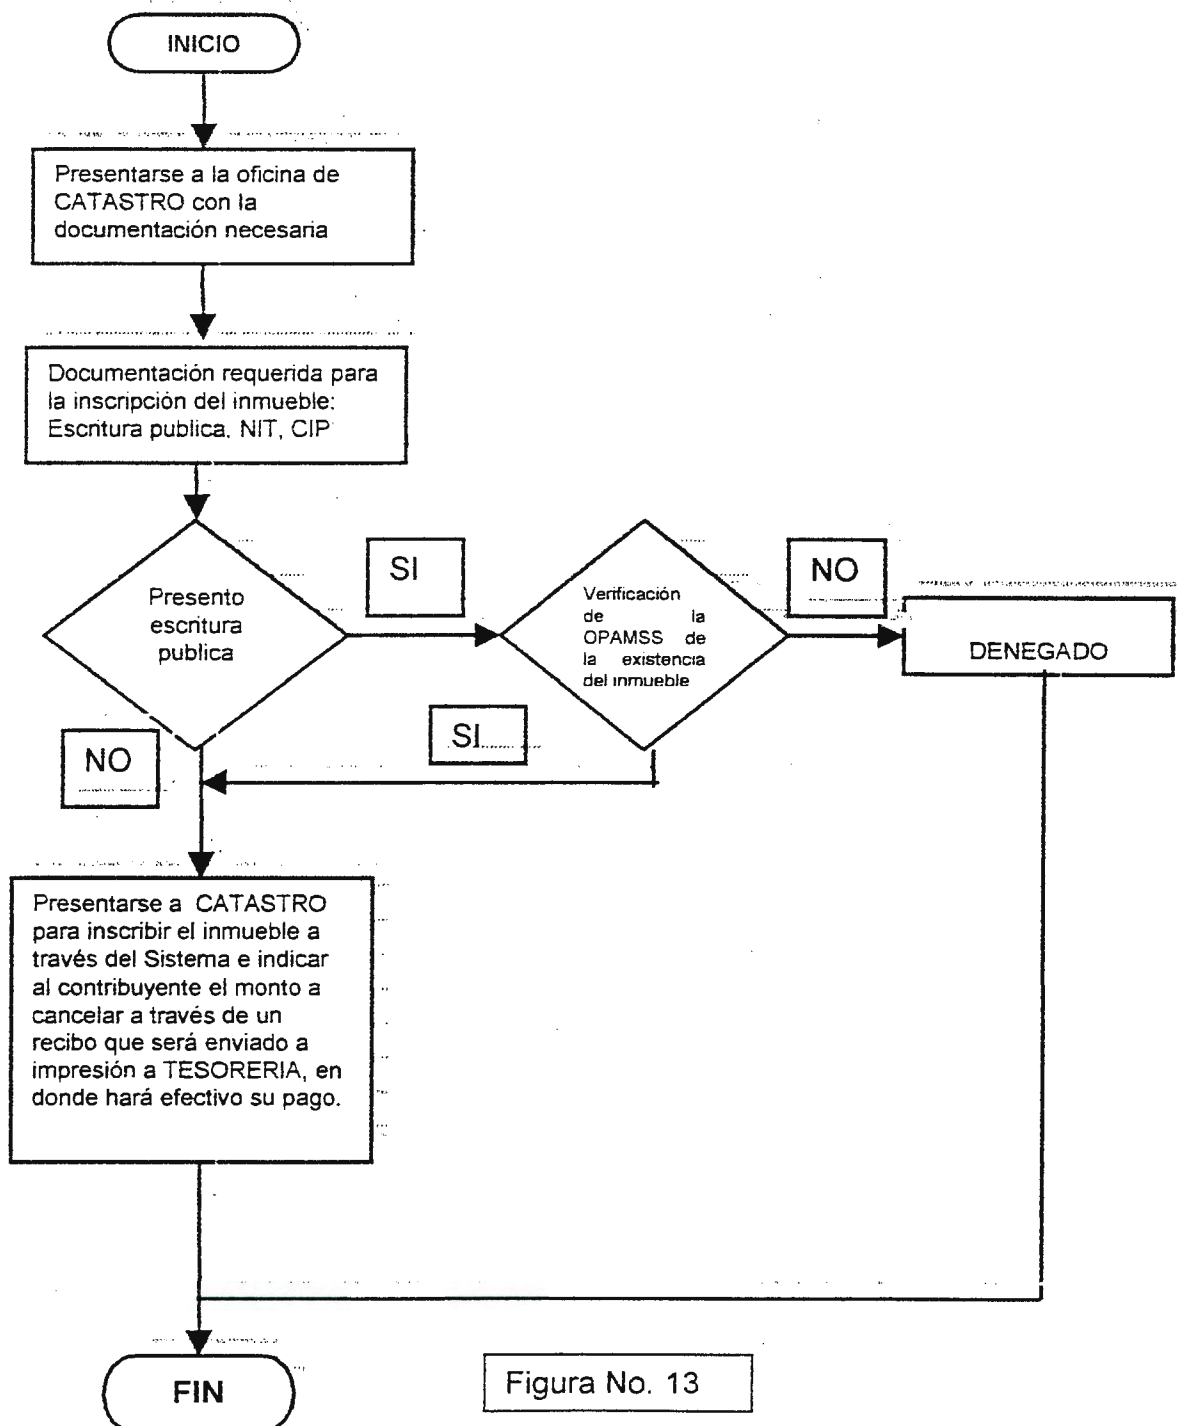 INICIO
Presentarse a la oficina de
CATASTRO con la
documentación necesaria
Documentación requerida para
la inscripción del inmueble:
Escritura publica, NIT, CIP
Presento
escritura
publica
SI
Verificación
de la
OPAMSS de
la existencia
del inmueble
NO
DENEGADO
SI
NO
Presentarse a CATASTRO
para inscribir el inmueble a
través del Sistema e indicar
al contribuyente el monto a
cancelar a través de un
recibo que será enviado a
impresión a TESORERIA, en
donde hará efectivo su pago.
FIN
Figura No. 13